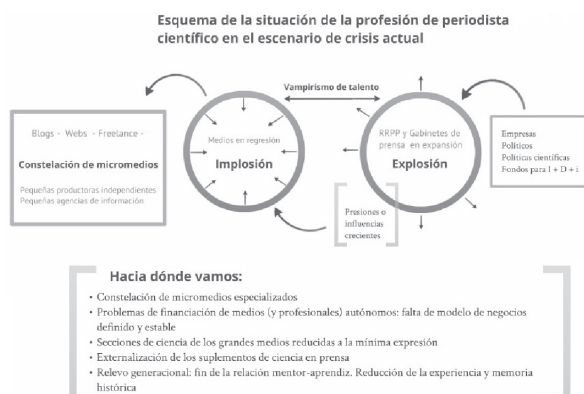 Esquema de la situación de la profesión de periodista
científico en el escenario de crisis actual
Vampirismo de talento
Blogs - Webs - Freelance -
Constelación de micromedios
Pequeñas productoras independientes
Pequeñas agencias de información
Medios en regresión
Implosión
RRPP y Gabinetes de
prensa en expansión
Explosión
Empresas
Políticos
Políticas científicas
Fondos para I + D + i
Presiones o
influencias
crecientes
Hacia dónde vamos:
• Constelación de micromedios especializados
• Problemas de financiación de medios (y profesionales) autónomos: falta de modelo de negocios
definido y estable
• Secciones de ciencia de los grandes medios reducidas a la mínima expresión
• Externalización de los suplementos de ciencia en prensa
• Relevo generacional: fin de la relación mentor-aprendiz. Reducción de la experiencia y memoria
histórica